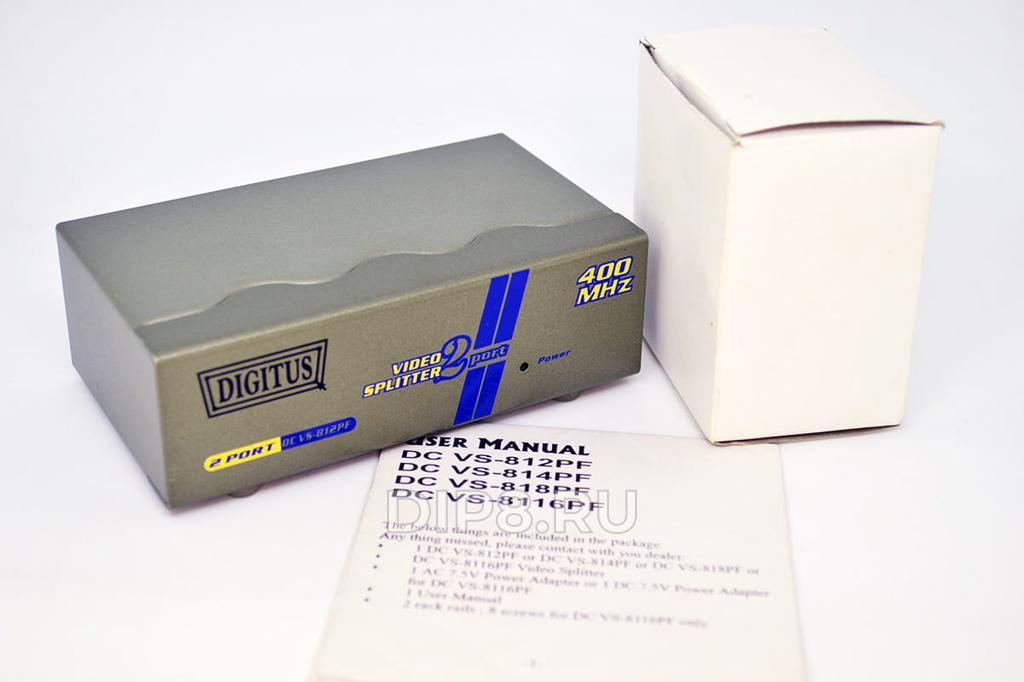 400
MHz
DIGITUS
VIDEO
SPLITTER
2 port
Power
2 PORT DC VS-812PF
USER MANUAL
DC VS-812PF
DC VS-814PF
DC VS-818PF
DC VS-8116PF
DIP8.RU
The below things are included in the package.
Any thing missed, please contact with you dealer.
• 1 DC VS-812PF or DC VS-814PF or DC VS-818PF or
• DC VS-8116PF Video Splitter
1 AC 7.5V Power Adapter or 1 DC 7.5V Power Adapter
for DC VS-8116PF
• 1 User Manual
• 2 rack rails , 8 screws for DC VS-8116PF only.
-1-